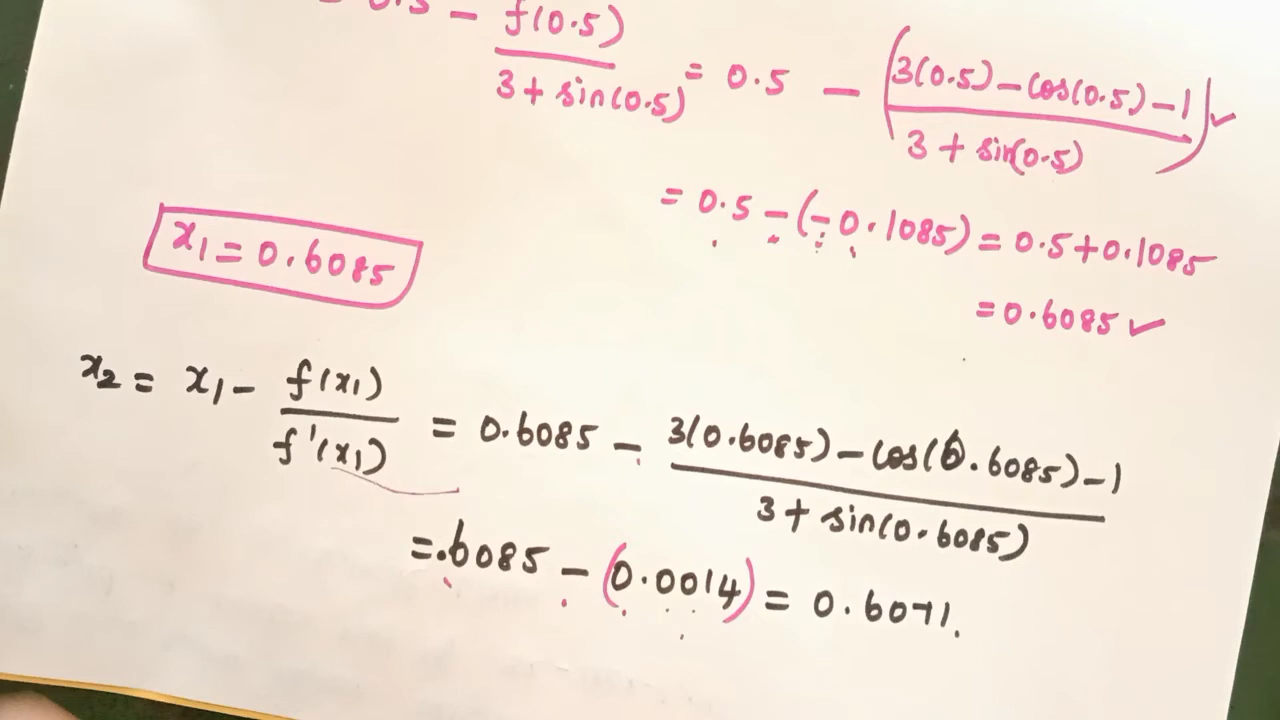 = 0.5 - f(0.5) / 3 + sin(0.5) = 0.5 - (3(0.5) - cos(0.5) - 1 / 3 + sin(0.5)) ✓
= 0.5 - (-0.1085) = 0.5 + 0.1085
x₁ = 0.6085
= 0.6085 ✓
x₂ = x₁ - f(x₁) / f'(x₁) = 0.6085 - 3(0.6085) - cos(0.6085) - 1 / 3 + sin(0.6085)
= .6085 - (0.0014) = 0.6071.